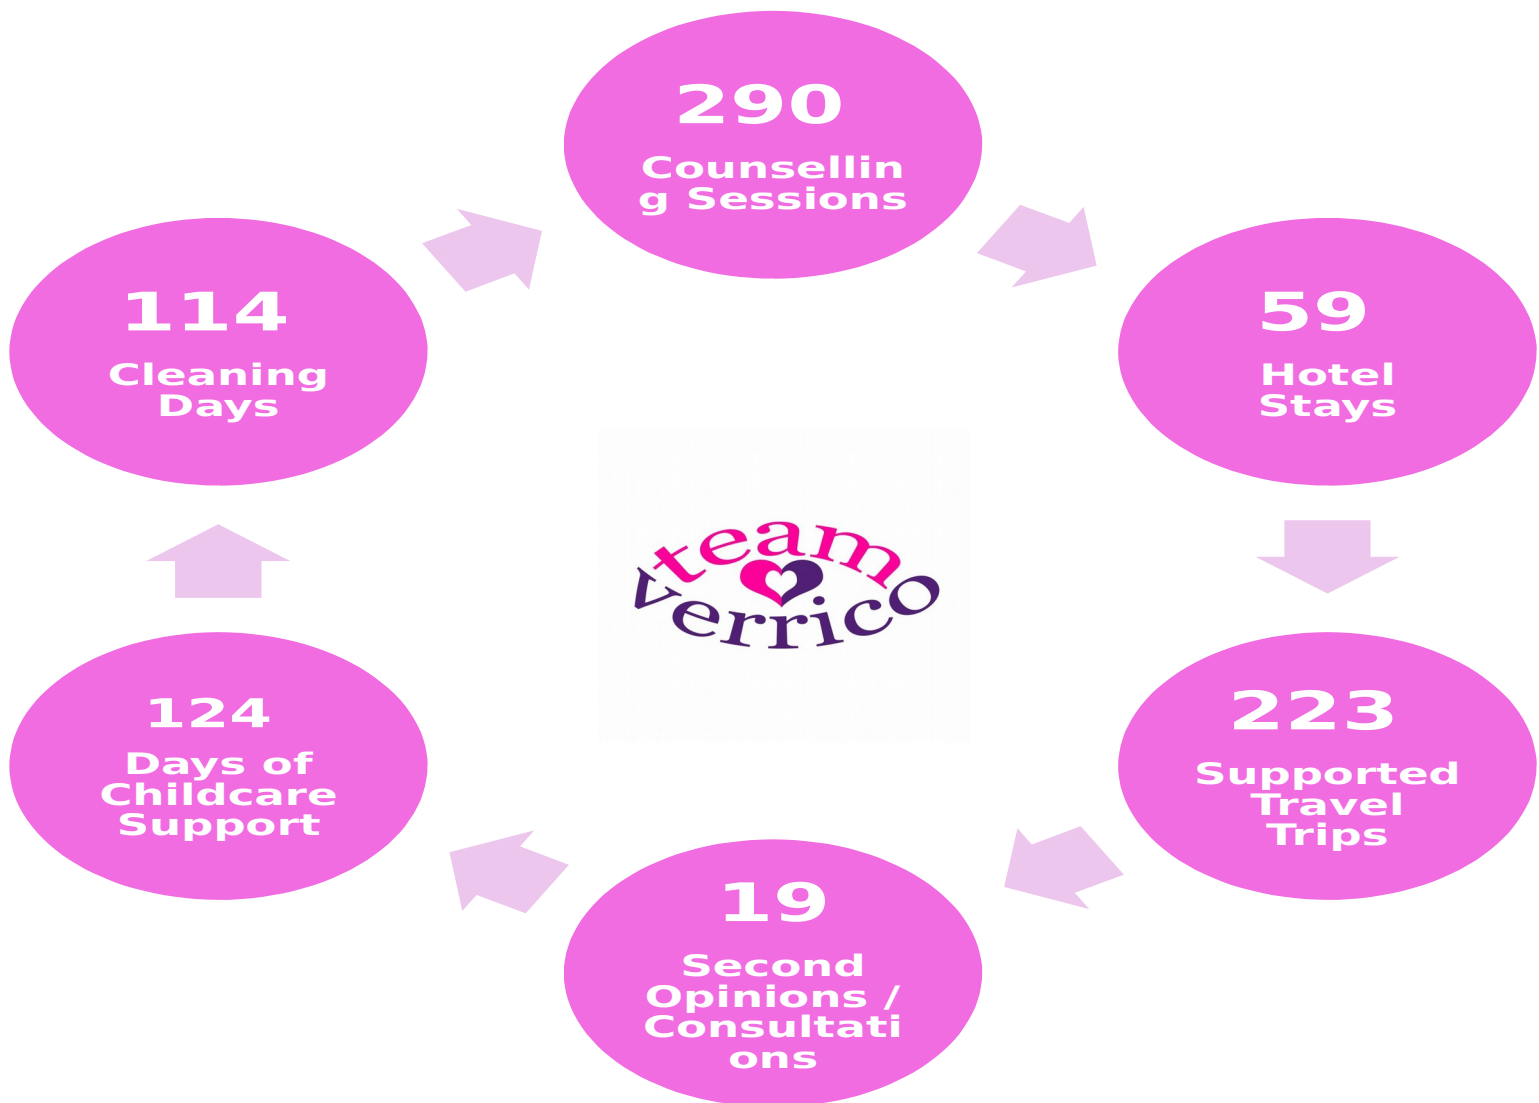 290
Counsellin
g Sessions
59
Hotel
Stays
223
Supported
Travel
Trips
19
Second
Opinions /
Consultati
ons
124
Days of
Childcare
Support
114
Cleaning
Days
team
verrico